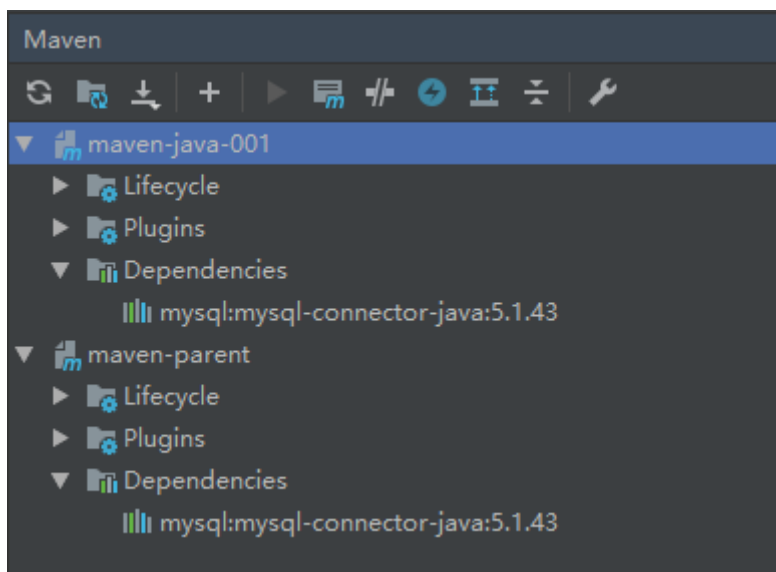 Maven
maven-java-001
Lifecycle
Plugins
Dependencies
mysql:mysql-connector-java:5.1.43
maven-parent
Lifecycle
Plugins
Dependencies
mysql:mysql-connector-java:5.1.43